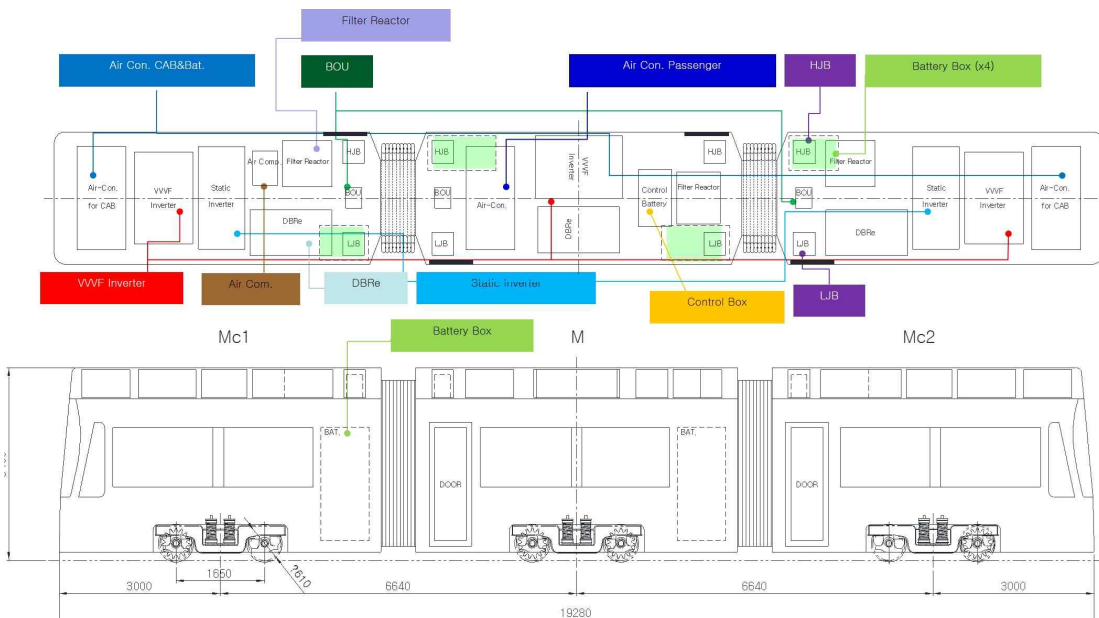 Filter Reactor
Air Con. CAB&Bat.
BOU
Air Con. Passenger
HJB
Battery Box (x4)
Air-Con.
for CAB
VVVF
Inverter
Static
Inverter
Air Comp.
Filter Reactor
HJB
BOU
DBRe
LJB
HJB
BOU
LJB
Air-Con.
VVVF
Inverter
DBRe
Control
Battery
Filter Reactor
HJB
LJB
HJB
BOU
LJB
Filter Reactor
DBRe
Static
Inverter
VVVF
Inverter
Air-Con.
for CAB
VVVF Inverter
Air Com.
DBRe
Static Inverter
Control Box
LJB
Mc1
Battery Box
M
Mc2
BAT.
DOOR
BAT.
DOOR
1650
?610
3000
6640
6640
3000
19280